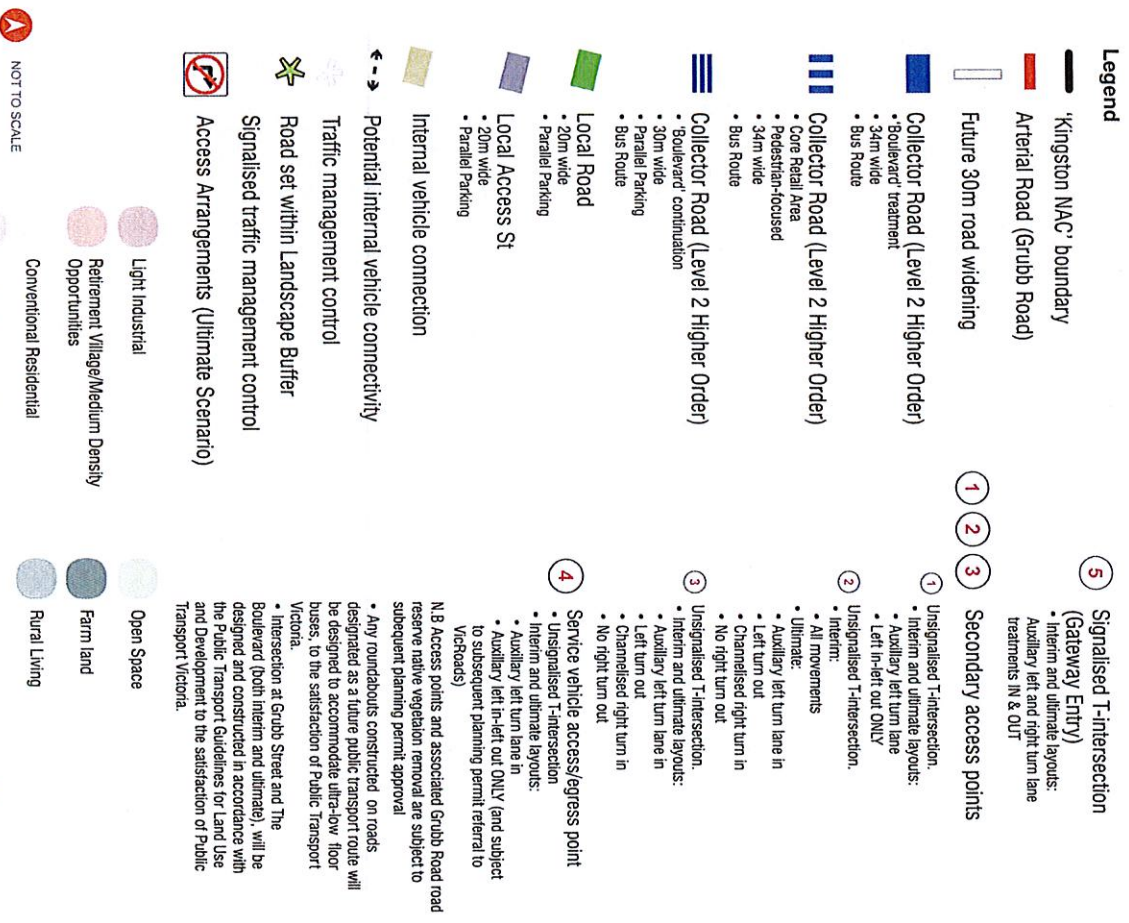 Legend
'Kingston NAC' boundary
Arterial Road (Grubb Road)
Future 30m road widening
Collector Road (Level 2 Higher Order)
•'Boulevard' treatment
• 34m wide
• Bus Route
Collector Road (Level 2 Higher Order)
• Core Retail Area
• Pedestrian-focused
• 34m wide
• Bus Route
Collector Road (Level 2 Higher Order)
• 'Boulevard' continuation
• 30m wide
• Parallel Parking
• Bus Route
Local Road
• 20m wide
• Parallel Parking
Local Access St
• 20m wide
• Parallel Parking
Internal vehicle connection
Potential internal vehicle connectivity
Traffic management control
Road set within Landscape Buffer
Signalised traffic management control
Access Arrangements (Ultimate Scenario)
5 Signalised T-intersection
(Gateway Entry)
• Interim and ultimate layouts:
Auxiliary left and right turn lane
treatments IN & OUT
1 2 3 Secondary access points
1 Unsignalised T-intersection.
• Interim and ultimate layouts:
• Auxillary left turn lane
• Left in-left out ONLY
2 Unsignalised T-intersection.
• Interim:
• All movements
• Ultimate:
• Auxillary left turn lane in
• Left turn out
• Channelised right turn in
• No right turn out
3 Unsignalised T-intersection.
• Interim and ultimate layouts:
• Auxillary left turn lane in
• Left turn out
• Channelised right turn in
• No right turn out
4 Service vehicle access/egress point
• Unsignalised T-intersection
• Interim and ultimate layouts:
• Auxillary left turn lane in
• Auxillary left in-left out ONLY (and subject
to subsequent planning permit referral to
VicRoads)
N.B Access points and associated Grubb Road road
reserve native vegetation removal are subject to
subsequent planning permit approval
• Any roundabouts constructed on roads
designated as a future public transport route will
be designed to accommodate ultra-low floor
buses, to the satisfaction of Public Transport
Victoria.
• Intersection at Grubb Street and The
Boulevard (both interim and ultimate), will be
designed and constructed in accordance with
the Public Transport Guidelines for Land Use
and Development to the satisfaction of Public
Transport Victoria.
Light Industrial
Retirement Village/Medium Density
Opportunities
Conventional Residential
Open Space
Farm land
Rural Living
NOT TO SCALE